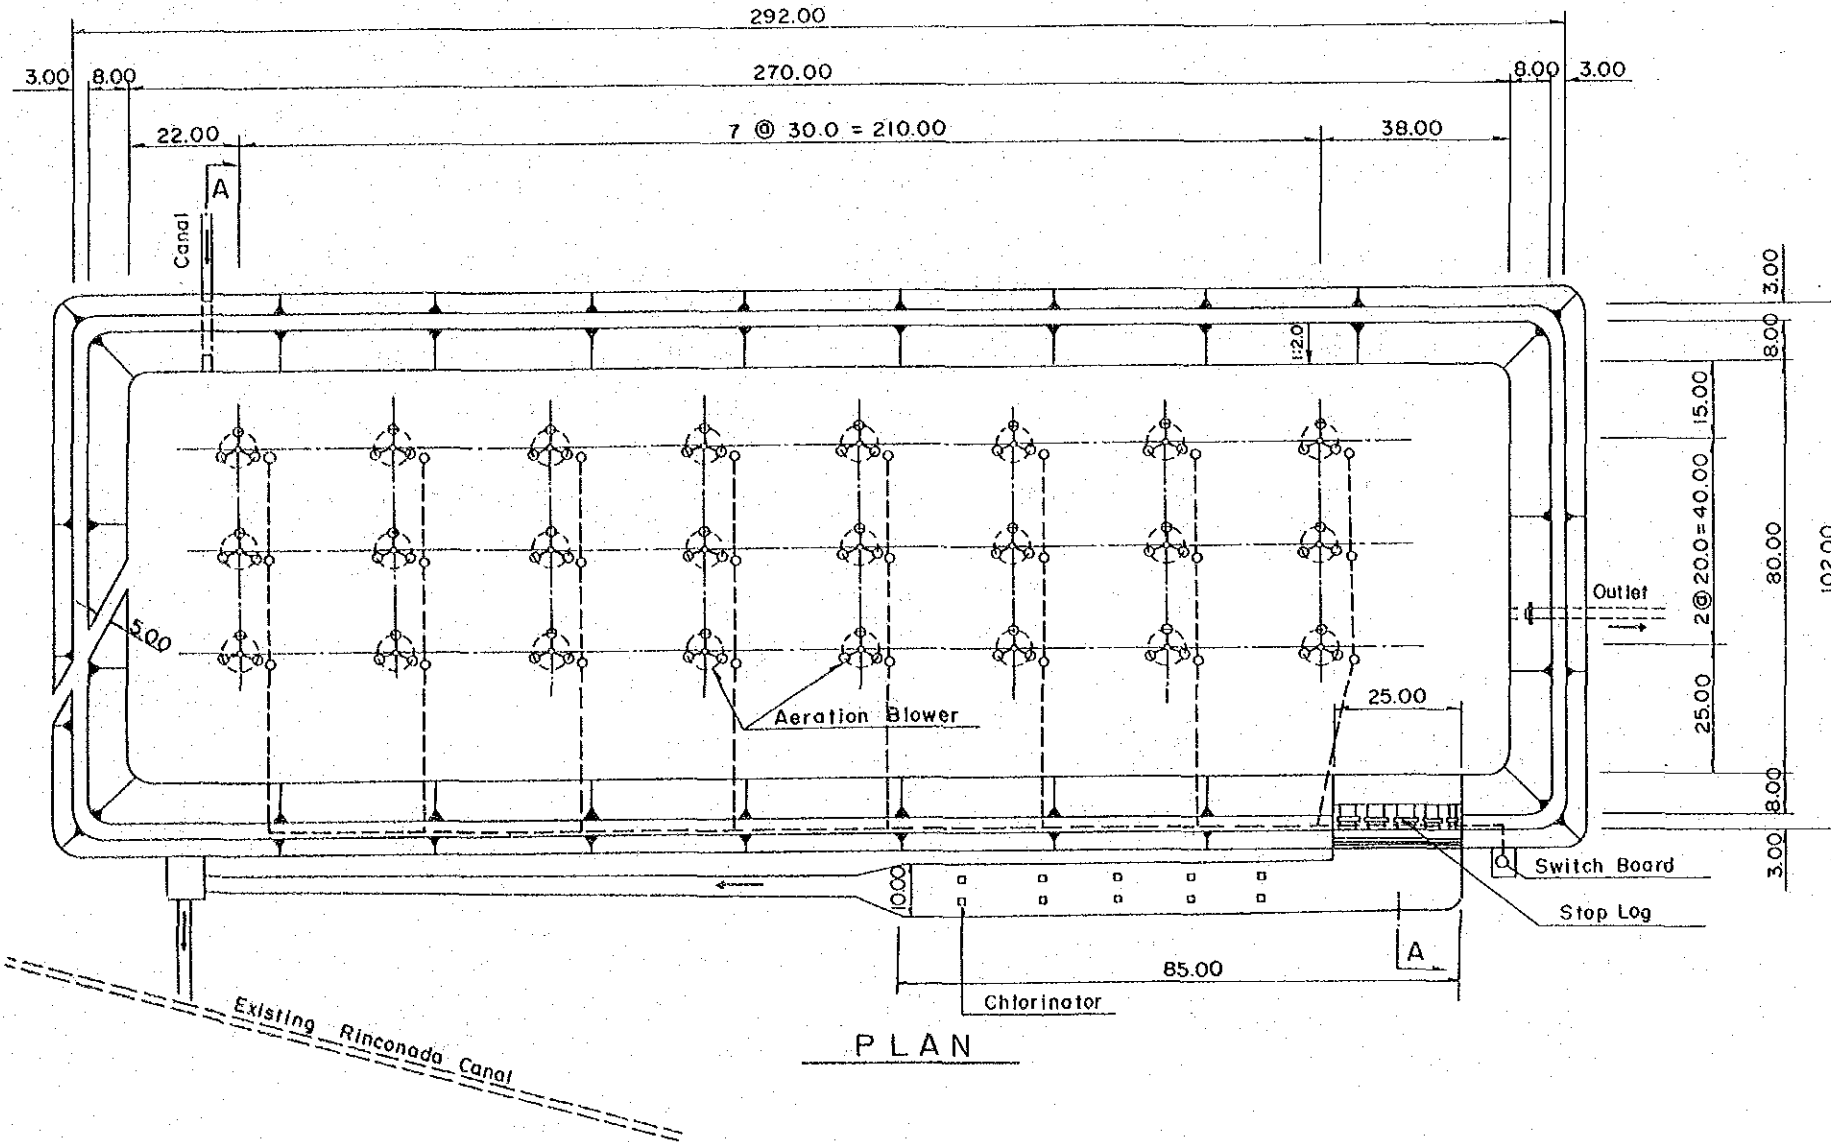 292.00
3.00
8.00
270.00
8.00
3.00
22.00
7 @ 30.0 = 210.00
38.00
A
Canal
3.00
8.00
1:2.0
15.00
2@20.0=40.00
80.00
102.00
Outlet
5.00
25.00
25.00
Aeration Blower
8.00
3.00
Switch Board
10.00
Stop Log
A
85.00
Chlorinator
Existing Rinconada Canal
PLAN